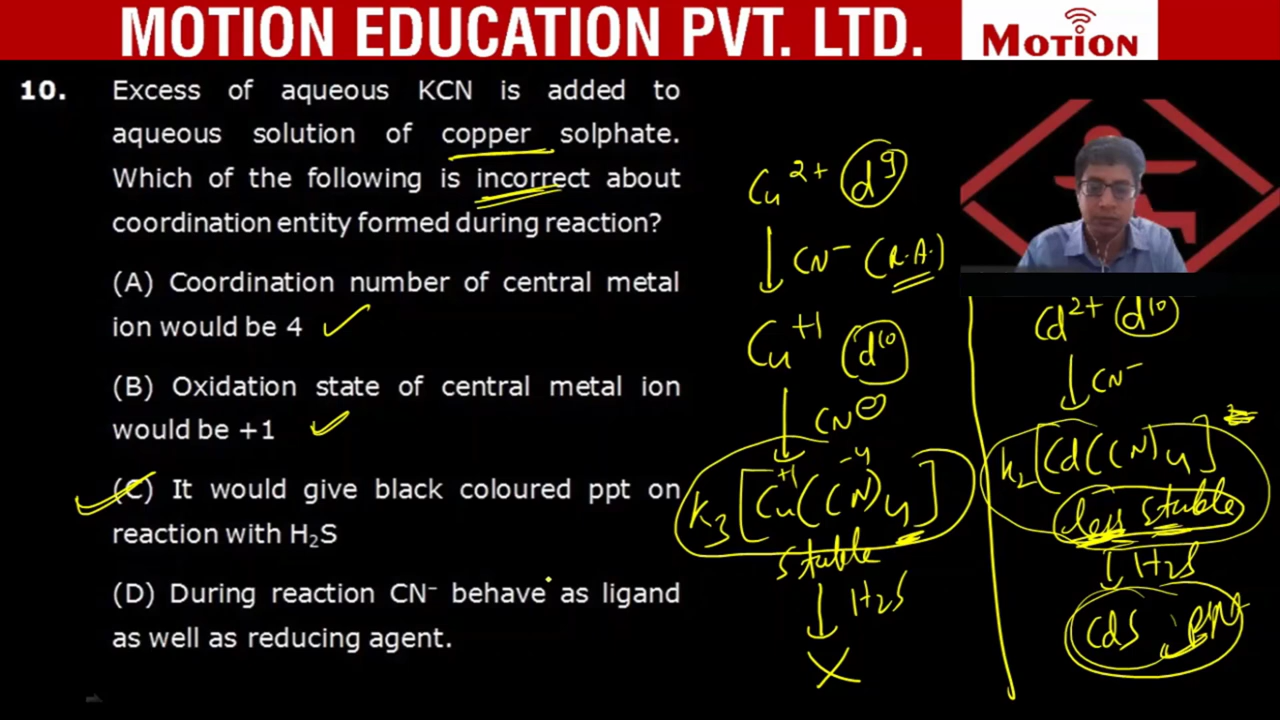 MOTION EDUCATION PVT. LTD.
MOTION
10. Excess of aqueous KCN is added to
aqueous solution of copper solphate.
Which of the following is incorrect about
coordination entity formed during reaction?
(A) Coordination number of central metal
ion would be 4
(B) Oxidation state of central metal ion
would be +1
(C) It would give black coloured ppt on
reaction with H₂S
(D) During reaction CN⁻ behave as ligand
as well as reducing agent.
Cu²⁺ d⁹
↓ CN⁻ (R.A.)
Cu⁺¹ d¹⁰
↓ CN⊖
+1 -4
K₃[Cu(CN)₄]
stable
↓ H₂S
X
Cd²⁺ d¹⁰
↓ CN⁻
K₂[Cd(CN)₄]
less stable
↓ H₂S
CdS